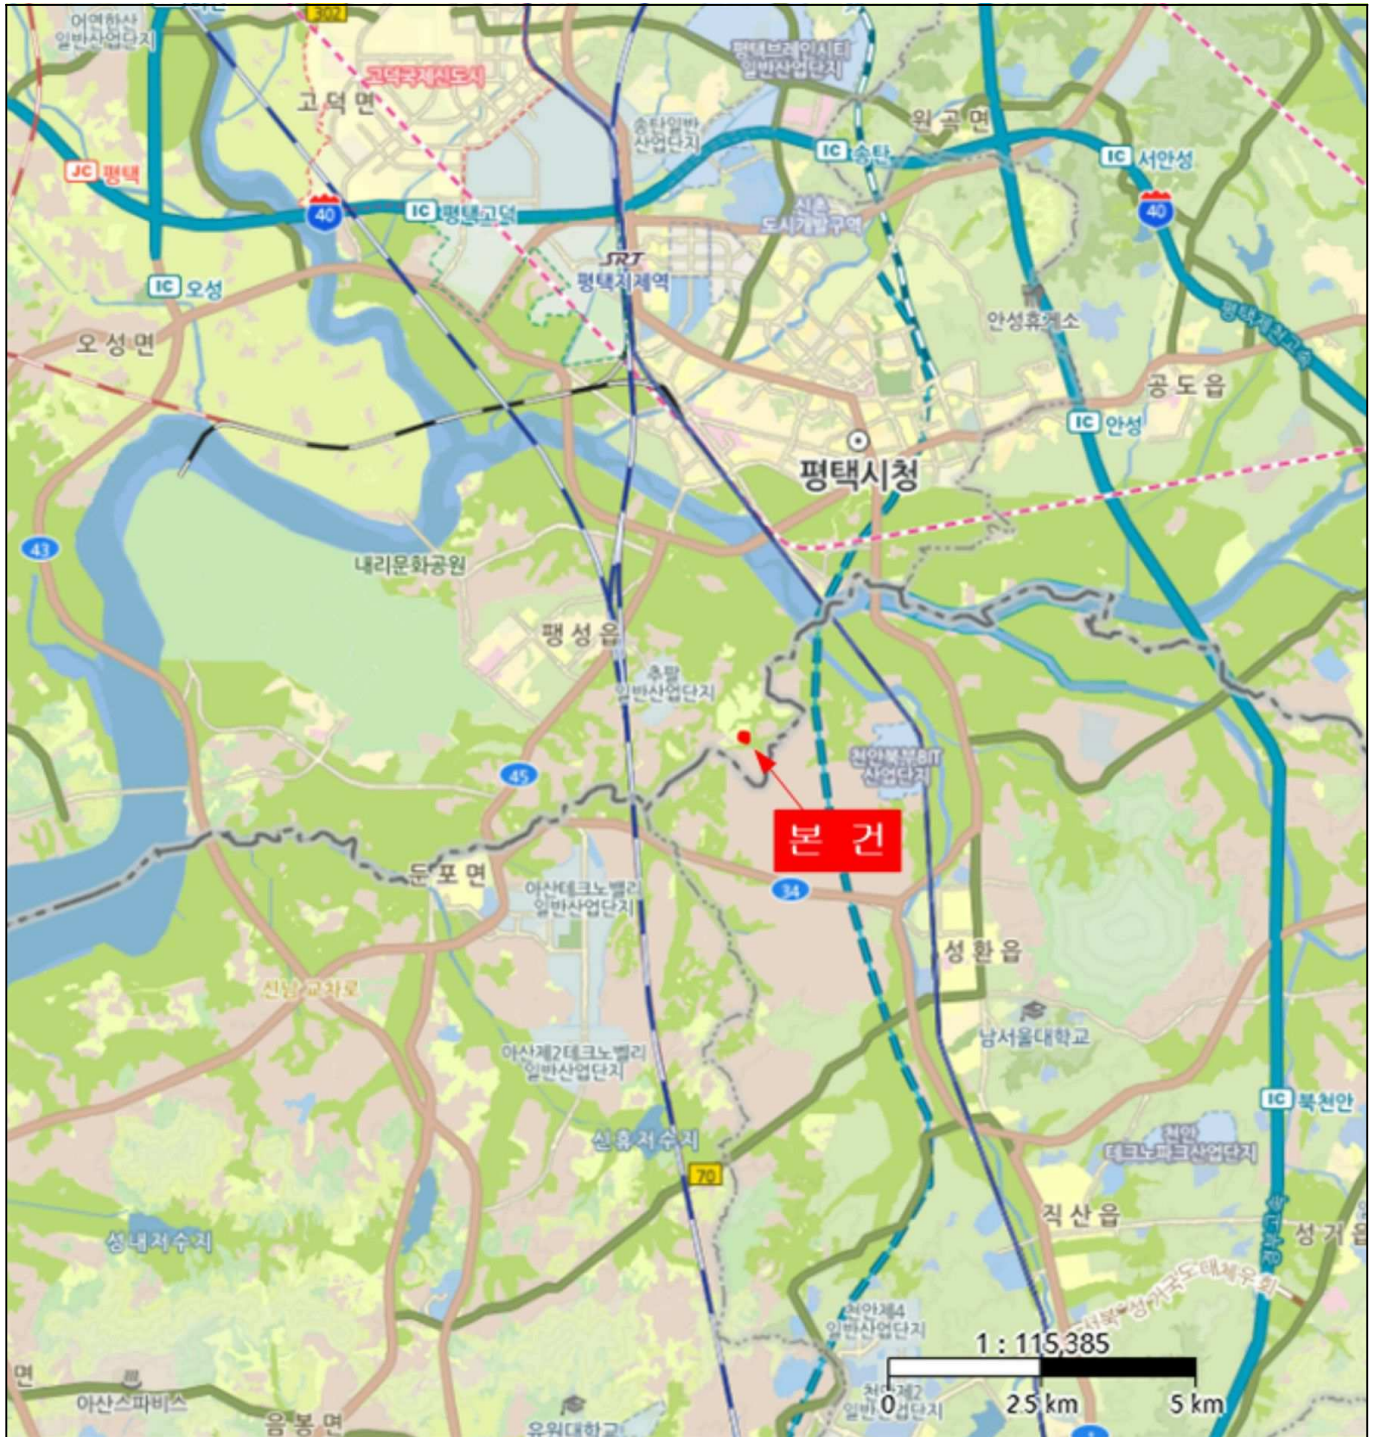 어연한산
일반산업단지
302
평택브레인시티
일반산업단지
고덕국제신도시
고덕면
송탄일반
산업단지
원곡면
IC 송탄
IC 서안성
JC 평택
40
IC 평택고덕
신촌
도시개발구역
40
SRT
평택지제역
IC 오성
안성휴게소
오성면
공도읍
IC 안성
평택시청
43
내리문화공원
팽성읍
추팔
일반산업단지
천안북부BIT
산업단지
45
본 건
둔포면
34
아산테크노밸리
일반산업단지
성환읍
신남교차로
남서울대학교
아산제2테크노벨리
일반산업단지
IC 북천안
신휴저수지
천안
테크노파크산업단지
70
직산읍
성내저수지
경부고속
성거읍
천안제4
일반산업단지
1 : 115,385
면
아산스파비스
천안제2
일반산업단지
0
2.5 km
5 km
음봉면
유원대학교